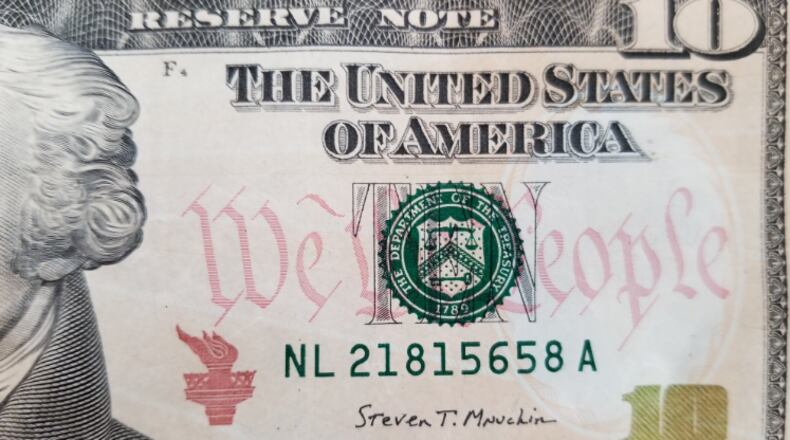 RESERVE NOTE
10
F4
THE UNITED STATES
OF AMERICA
We the People
TEN
THE DEPARTMENT OF THE TREASURY
1789
NL 21815658 A
Steven T. Mnuchin
10